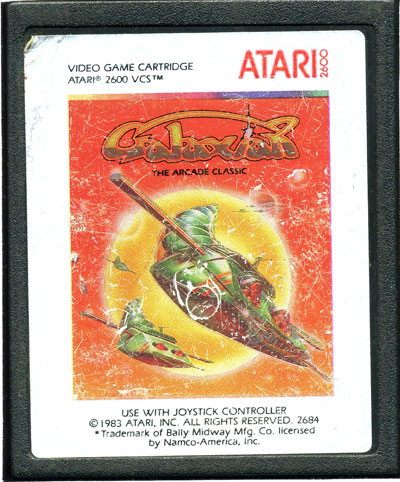 VIDEO GAME CARTRIDGE
ATARI® 2600 VCS™
ATARI 2600
Galaxian
THE ARCADE CLASSIC
USE WITH JOYSTICK CONTROLLER
© 1983 ATARI, INC. ALL RIGHTS RESERVED. 2684
*Trademark of Bally Midway Mfg. Co. licensed
by Namco-America, Inc.